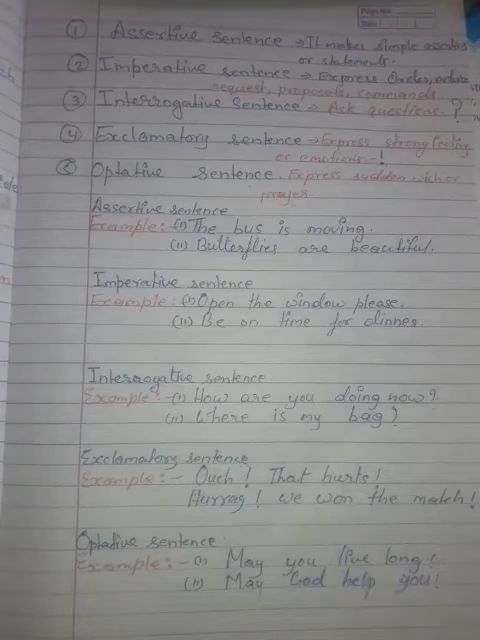 Page No.
Date
① Assertive sentence → It makes simple assertions
or statements.
② Imperative sentence → Express Orders, advice
request, proposals, commands.
③ Interrogative Sentence → Ask questions. ?
④ Exclamatory sentence → Express strong feeling
or emotions - !
⑤ Optative Sentence. Express sudden wish or
prayer
Assertive sentence
Example: (i) The bus is moving.
(ii) Butterflies are beautiful.
Imperative sentence
Example: (i) Open the window please.
(ii) Be on time for dinner.
Interrogative sentence
Example:- (i) How are you doing now?
(ii) Where is my bag?
Exclamatory sentence
Example:- Ouch! That hurts!
Hurray! we won the match!
Optative sentence
Example:- (i) May you live long!
(ii) May God help you!